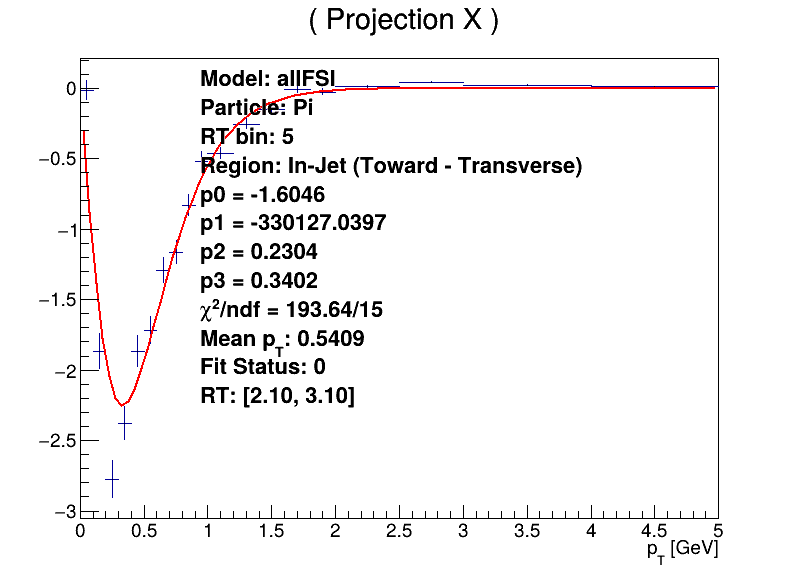 ( Projection X )
Model: allFSI
Particle: Pi
RT bin: 5
Region: In-Jet (Toward - Transverse)
p0 = -1.6046
p1 = -330127.0397
p2 = 0.2304
p3 = 0.3402
χ²/ndf = 193.64/15
Mean p_T: 0.5409
Fit Status: 0
RT: [2.10, 3.10]
0
−0.5
−1
−1.5
−2
−2.5
−3
0 0.5 1 1.5 2 2.5 3 3.5 4 4.5 5
p_T [GeV]